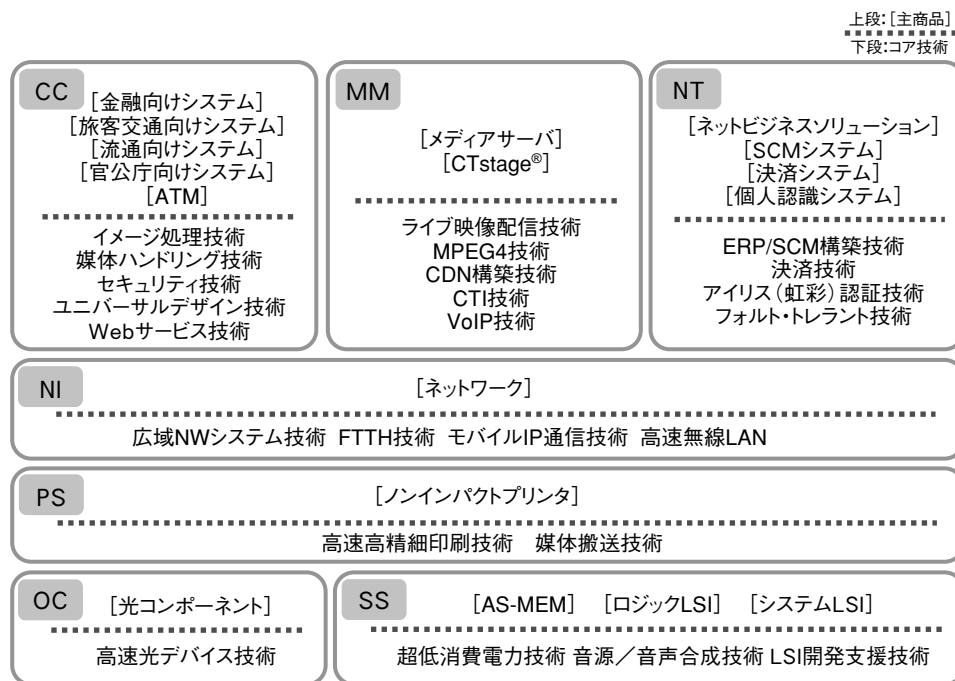 上段：［主商品］
下段：コア技術
CC
［金融向けシステム］
［旅客交通向けシステム］
［流通向けシステム］
［官公庁向けシステム］
［ATM］
イメージ処理技術
媒体ハンドリング技術
セキュリティ技術
ユニバーサルデザイン技術
Webサービス技術
MM
［メディアサーバ］
［CTstage®］
ライブ映像配信技術
MPEG4技術
CDN構築技術
CTI技術
VoIP技術
NT
［ネットビジネスソリューション］
［SCMシステム］
［決済システム］
［個人認識システム］
ERP/SCM構築技術
決済技術
アイリス（虹彩）認証技術
フォルト・トレラント技術
NI
［ネットワーク］
広域NWシステム技術 FTTH技術 モバイルIP通信技術 高速無線LAN
PS
［ノンインパクトプリンタ］
高速高精細印刷技術 媒体搬送技術
OC
［光コンポーネント］
高速光デバイス技術
SS
［AS-MEM］ ［ロジックLSI］ ［システムLSI］
超低消費電力技術 音源／音声合成技術 LSI開発支援技術